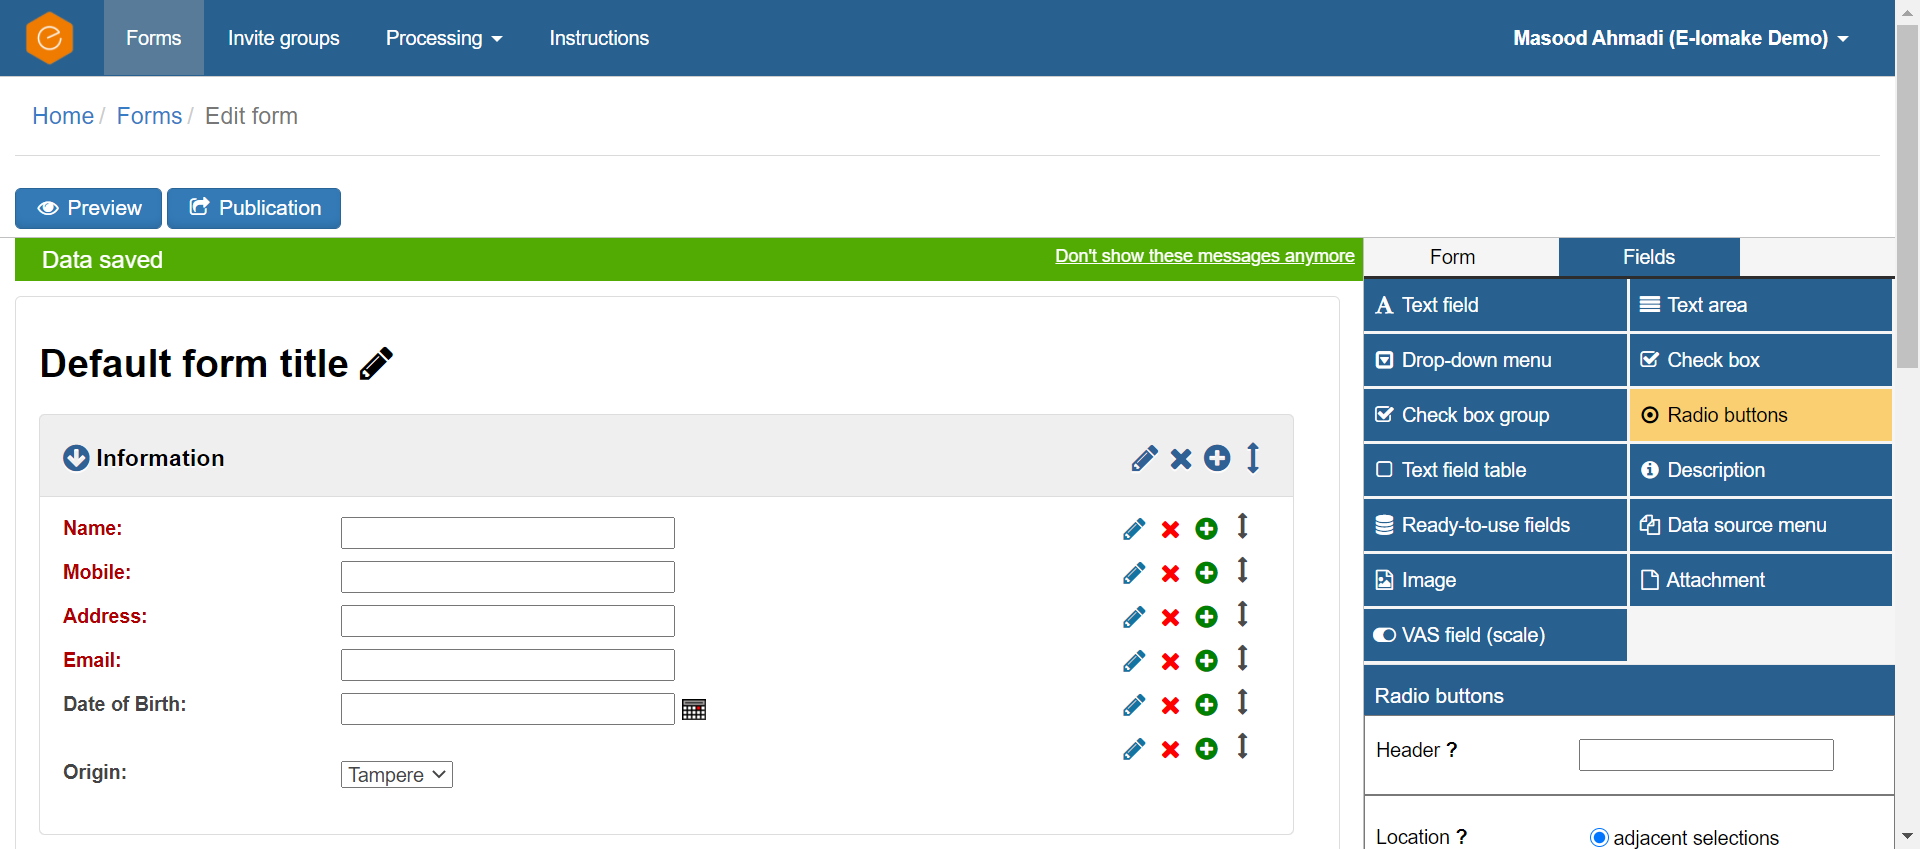 Forms Invite groups Processing Instructions Masood Ahmadi (E-lomake Demo)
Home / Forms / Edit form
Preview Publication
Data saved Don't show these messages anymore
Form Fields
Default form title
Information
Name:
Mobile:
Address:
Email:
Date of Birth:
Origin: Tampere
Text field Text area
Drop-down menu Check box
Check box group Radio buttons
Text field table Description
Ready-to-use fields Data source menu
Image Attachment
VAS field (scale)
Radio buttons
Header ?
Location ? adjacent selections